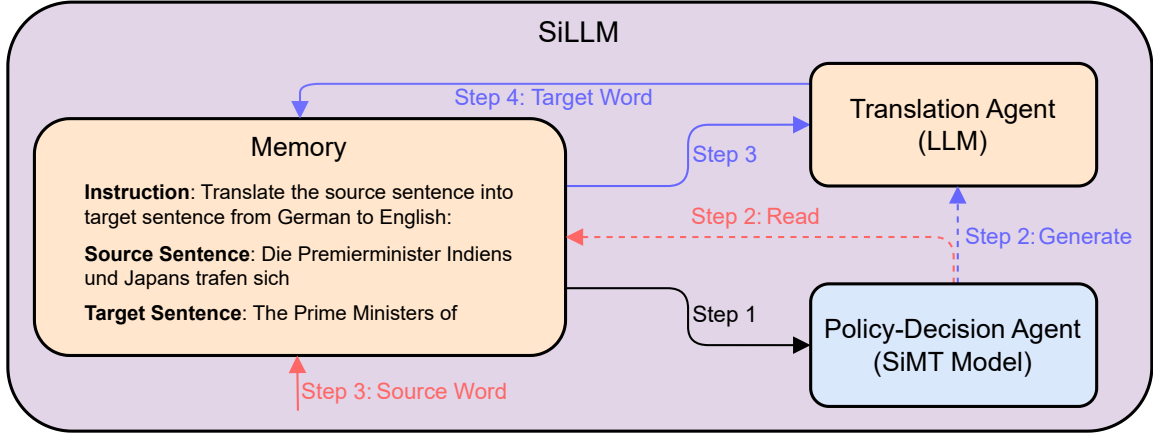 SiLLM
Step 4: Target Word
Translation Agent
(LLM)
Memory
Step 3
Instruction: Translate the source sentence into
target sentence from German to English:
Step 2: Read
Step 2: Generate
Source Sentence: Die Premierminister Indiens
und Japans trafen sich
Target Sentence: The Prime Ministers of
Step 1
Policy-Decision Agent
(SiMT Model)
Step 3: Source Word